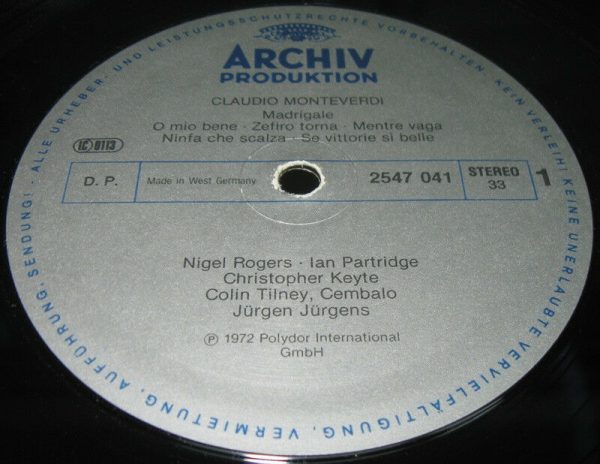 ALLE URHEBER- UND LEISTUNGSSCHUTZRECHTE VORBEHALTEN. KEIN VERLEIH! KEINE UNERLAUBTE VERVIELFÄLTIGUNG, VERMIETUNG, AUFFÜHRUNG, SENDUNG!
ARCHIV
PRODUKTION
CLAUDIO MONTEVERDI
Madrigale
O mio bene · Zefiro torna · Mentre vaga
Ninfa che scalza · Se vittorie si belle
LC 0113
D. P. Made in West Germany 2547 041 STEREO 33 1
Nigel Rogers · Ian Partridge
Christopher Keyte
Colin Tilney, Cembalo
Jürgen Jürgens
Ⓟ 1972 Polydor International
GmbH